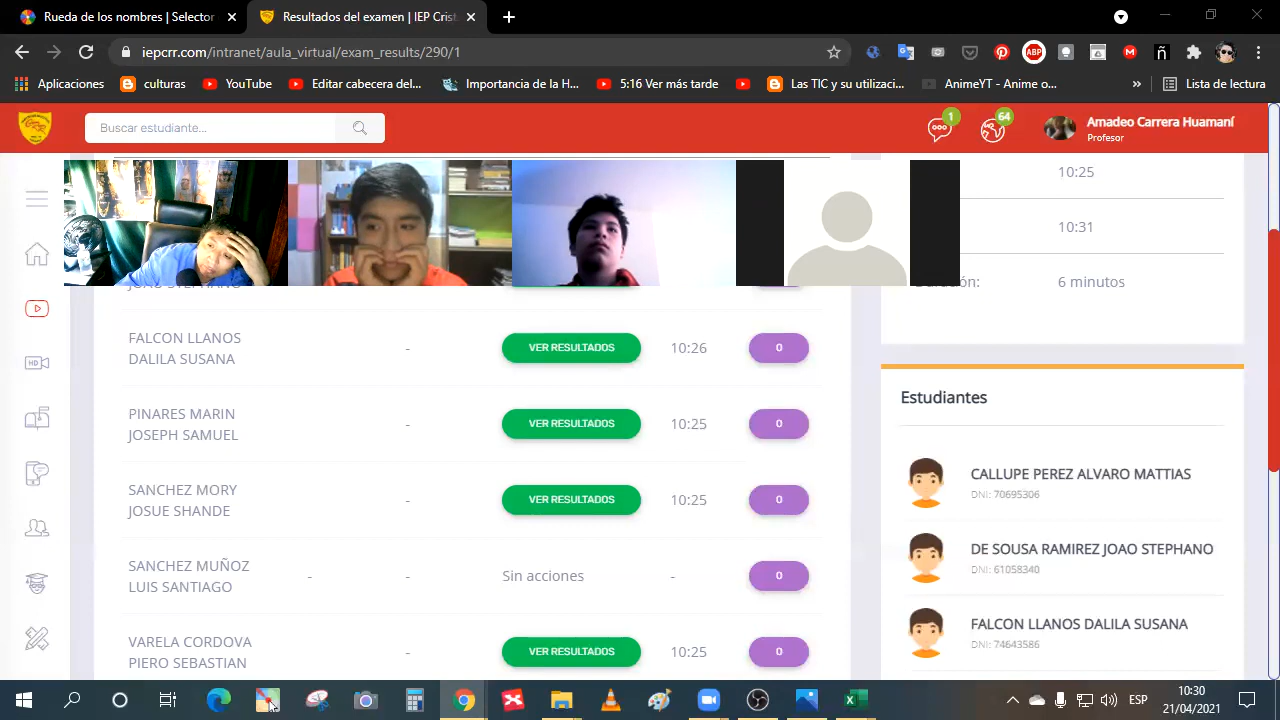 Rueda de los nombres | Selector
Resultados del examen | IEP Crist
iepcrr.com/intranet/aula_virtual/exam_results/290/1
Aplicaciones
culturas
YouTube
Editar cabecera del...
Importancia de la H...
5:16 Ver más tarde
Las TIC y su utilizaci...
AnimeYT - Anime o...
»
Lista de lectura
Buscar estudiante...
1
64
Amadeo Carrera Huamaní
Profesor
10:25
10:31
6 minutos
FALCON LLANOS
DALILA SUSANA
-
VER RESULTADOS
10:26
0
PINARES MARIN
JOSEPH SAMUEL
-
VER RESULTADOS
10:25
0
SANCHEZ MORY
JOSUE SHANDE
-
VER RESULTADOS
10:25
0
SANCHEZ MUÑOZ
LUIS SANTIAGO
-
-
Sin acciones
-
0
VARELA CORDOVA
PIERO SEBASTIAN
-
VER RESULTADOS
10:25
0
Estudiantes
CALLUPE PEREZ ALVARO MATTIAS
DNI: 70695306
DE SOUSA RAMIREZ JOAO STEPHANO
DNI: 61058340
FALCON LLANOS DALILA SUSANA
DNI: 74643586
ESP
10:30
21/04/2021